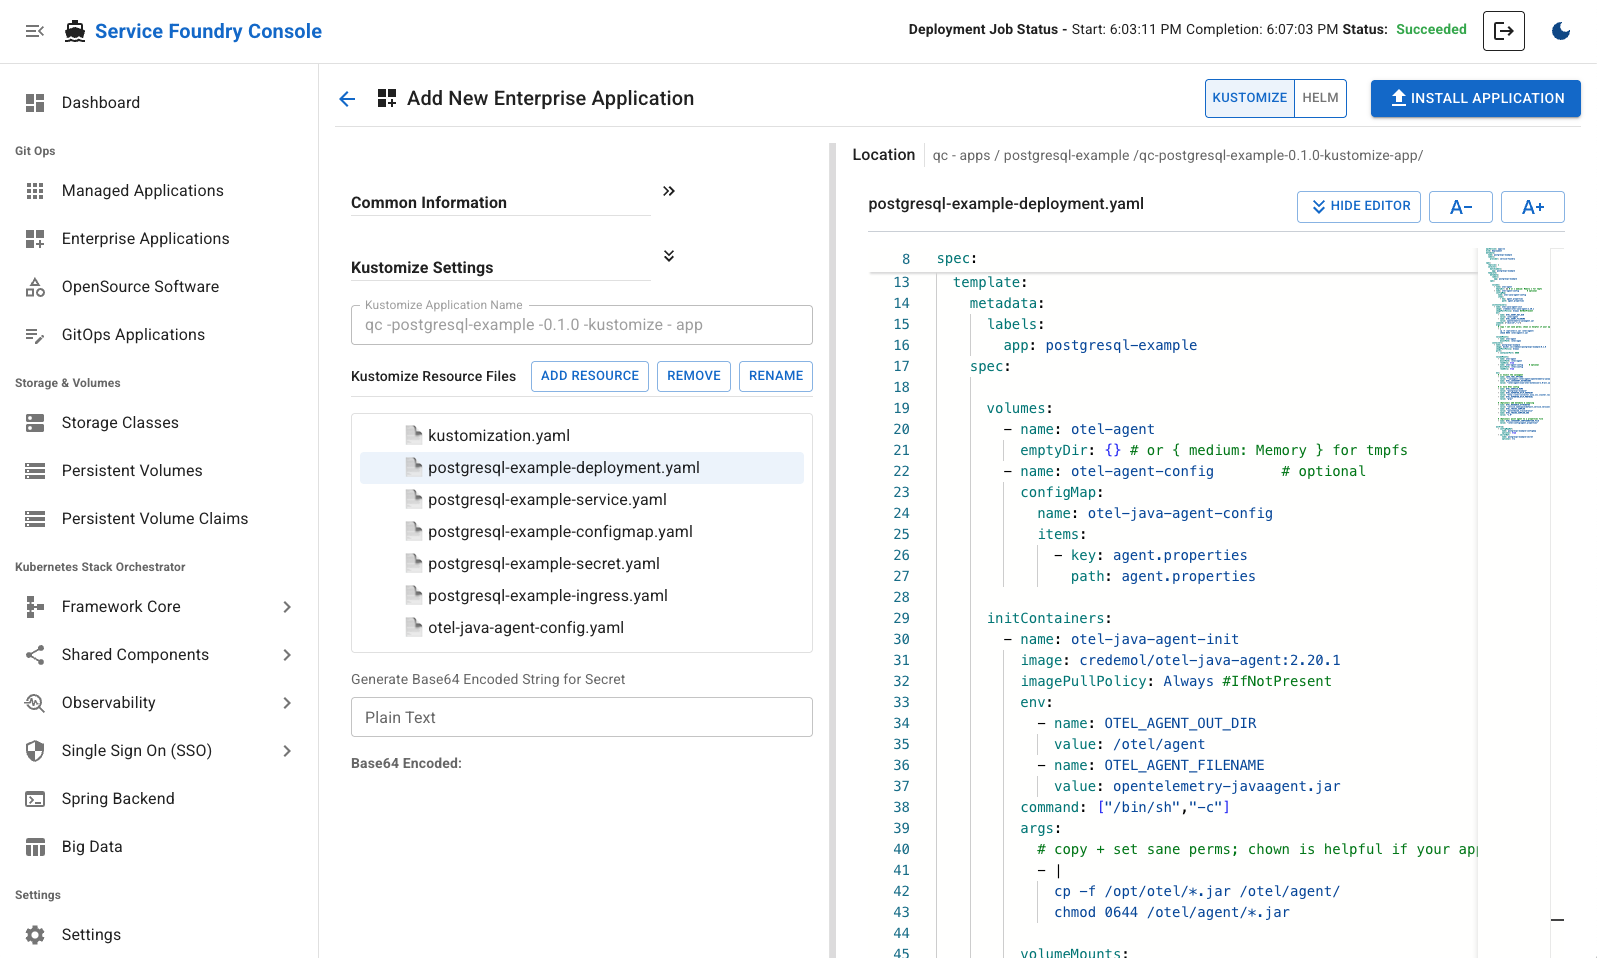 Service Foundry Console
Deployment Job Status - Start: 6:03:11 PM Completion: 6:07:03 PM Status: Succeeded
Dashboard
Git Ops
Managed Applications
Enterprise Applications
OpenSource Software
GitOps Applications
Storage & Volumes
Storage Classes
Persistent Volumes
Persistent Volume Claims
Kubernetes Stack Orchestrator
Framework Core
Shared Components
Observability
Single Sign On (SSO)
Spring Backend
Big Data
Settings
Settings
Add New Enterprise Application
KUSTOMIZE HELM
INSTALL APPLICATION
Common Information
Kustomize Settings
Kustomize Application Name
qc -postgresql-example -0.1.0 -kustomize - app
Kustomize Resource Files ADD RESOURCE REMOVE RENAME
kustomization.yaml
postgresql-example-deployment.yaml
postgresql-example-service.yaml
postgresql-example-configmap.yaml
postgresql-example-secret.yaml
postgresql-example-ingress.yaml
otel-java-agent-config.yaml
Generate Base64 Encoded String for Secret
Plain Text
Base64 Encoded:
Location qc - apps / postgresql-example /qc-postgresql-example-0.1.0-kustomize-app/
postgresql-example-deployment.yaml HIDE EDITOR A- A+
8 spec:
13 template:
14 metadata:
15 labels:
16 app: postgresql-example
17 spec:
18
19 volumes:
20 - name: otel-agent
21 emptyDir: {} # or { medium: Memory } for tmpfs
22 - name: otel-agent-config # optional
23 configMap:
24 name: otel-java-agent-config
25 items:
26 - key: agent.properties
27 path: agent.properties
28
29 initContainers:
30 - name: otel-java-agent-init
31 image: credemol/otel-java-agent:2.20.1
32 imagePullPolicy: Always #IfNotPresent
33 env:
34 - name: OTEL_AGENT_OUT_DIR
35 value: /otel/agent
36 - name: OTEL_AGENT_FILENAME
37 value: opentelemetry-javaagent.jar
38 command: ["/bin/sh","-c"]
39 args:
40 # copy + set sane perms; chown is helpful if your app
41 - |
42 cp -f /opt/otel/*.jar /otel/agent/
43 chmod 0644 /otel/agent/*.jar
44
45 volumeMounts: